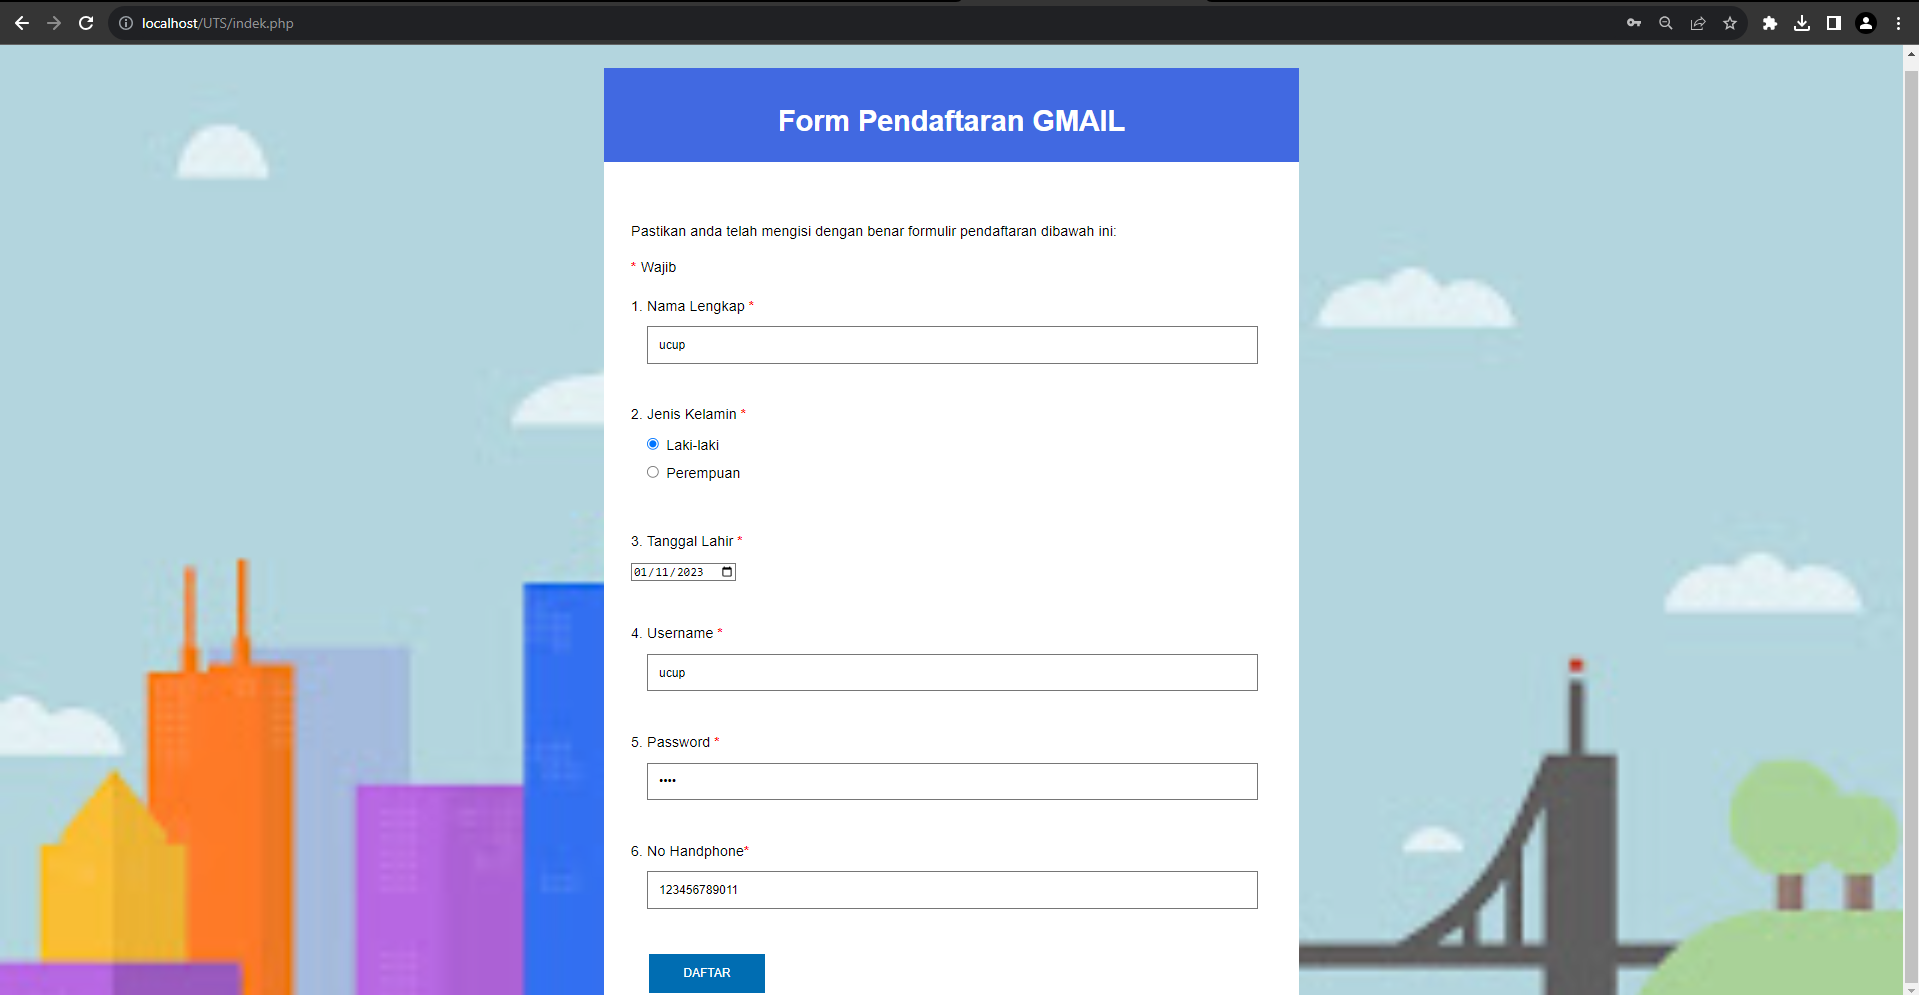 localhost/UTS/indek.php
Form Pendaftaran GMAIL
Pastikan anda telah mengisi dengan benar formulir pendaftaran dibawah ini:
* Wajib
1. Nama Lengkap *
ucup
2. Jenis Kelamin *
Laki-laki
Perempuan
3. Tanggal Lahir *
01/11/2023
4. Username *
ucup
5. Password *
••••
6. No Handphone*
123456789011
DAFTAR